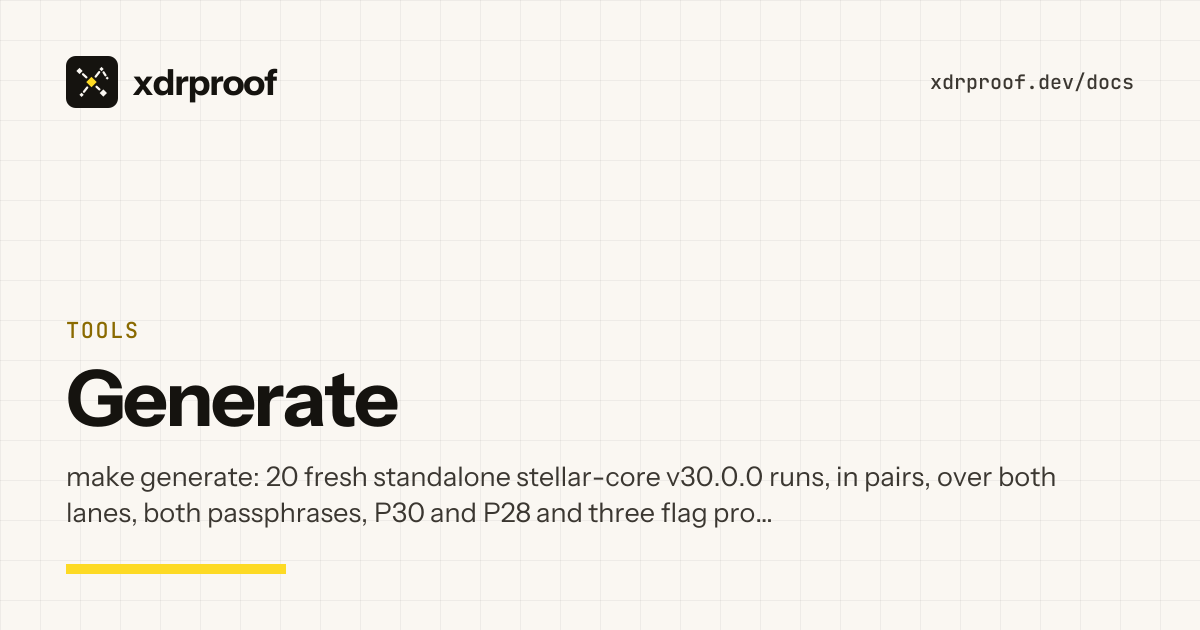 xdrproof
xdrproof.dev/docs
TOOLS
Generate
make generate: 20 fresh standalone stellar-core v30.0.0 runs, in pairs, over both
lanes, both passphrases, P30 and P28 and three flag pro…